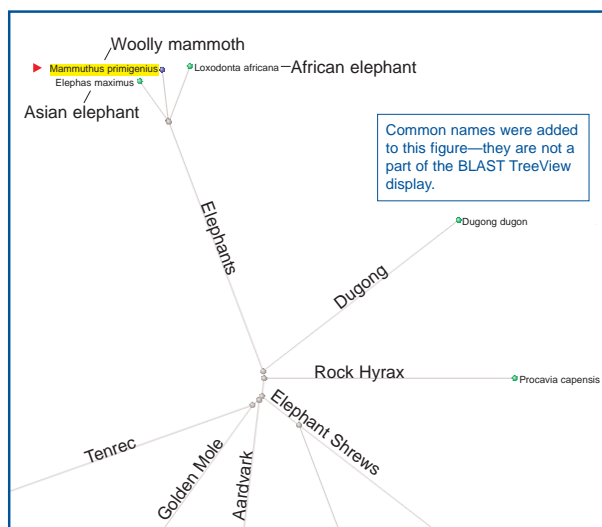 Woolly mammoth
Mammuthus primigenius
Loxodonta africana
African elephant
Elephas maximus
Asian elephant
Common names were added
to this figure—they are not a
part of the BLAST TreeView
display.
Elephants
Dugong dugon
Dugong
Rock Hyrax
Procavia capensis
Elephant Shrews
Tenrec
Golden Mole
Aardvark